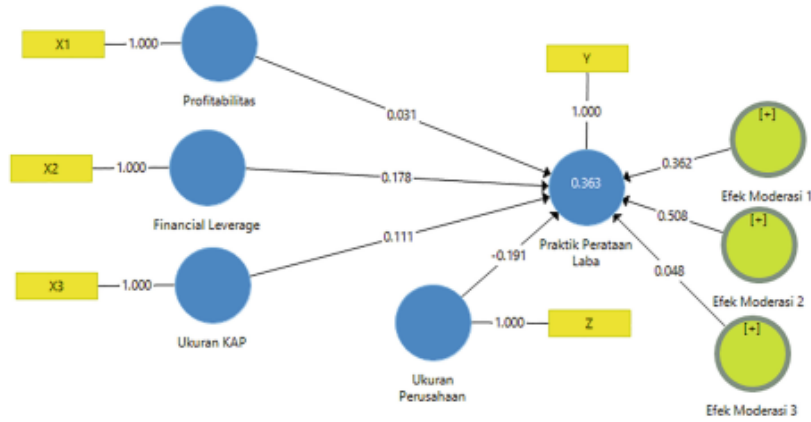 X1
1.000
Profitabilitas
0.031
Y
1.000
[+]
0.362
Efek Moderasi 1
X2
1.000
Financial Leverage
0.178
0.363
Praktik Perataan
Laba
0.508
[+]
Efek Moderasi 2
X3
1.000
Ukuran KAP
0.111
-0.191
0.048
Ukuran
Perusahaan
1.000
Z
[+]
Efek Moderasi 3